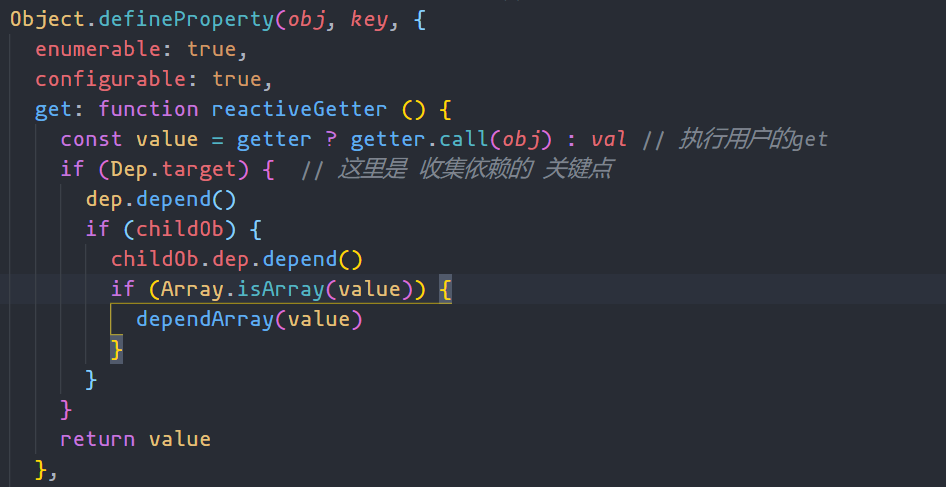 Object.defineProperty(obj, key, {
  enumerable: true,
  configurable: true,
  get: function reactiveGetter () {
    const value = getter ? getter.call(obj) : val // 执行用户的get
    if (Dep.target) {  // 这里是 收集依赖的 关键点
      dep.depend()
      if (childOb) {
        childOb.dep.depend()
        if (Array.isArray(value)) {
          dependArray(value)
        }
      }
    }
    return value
  },